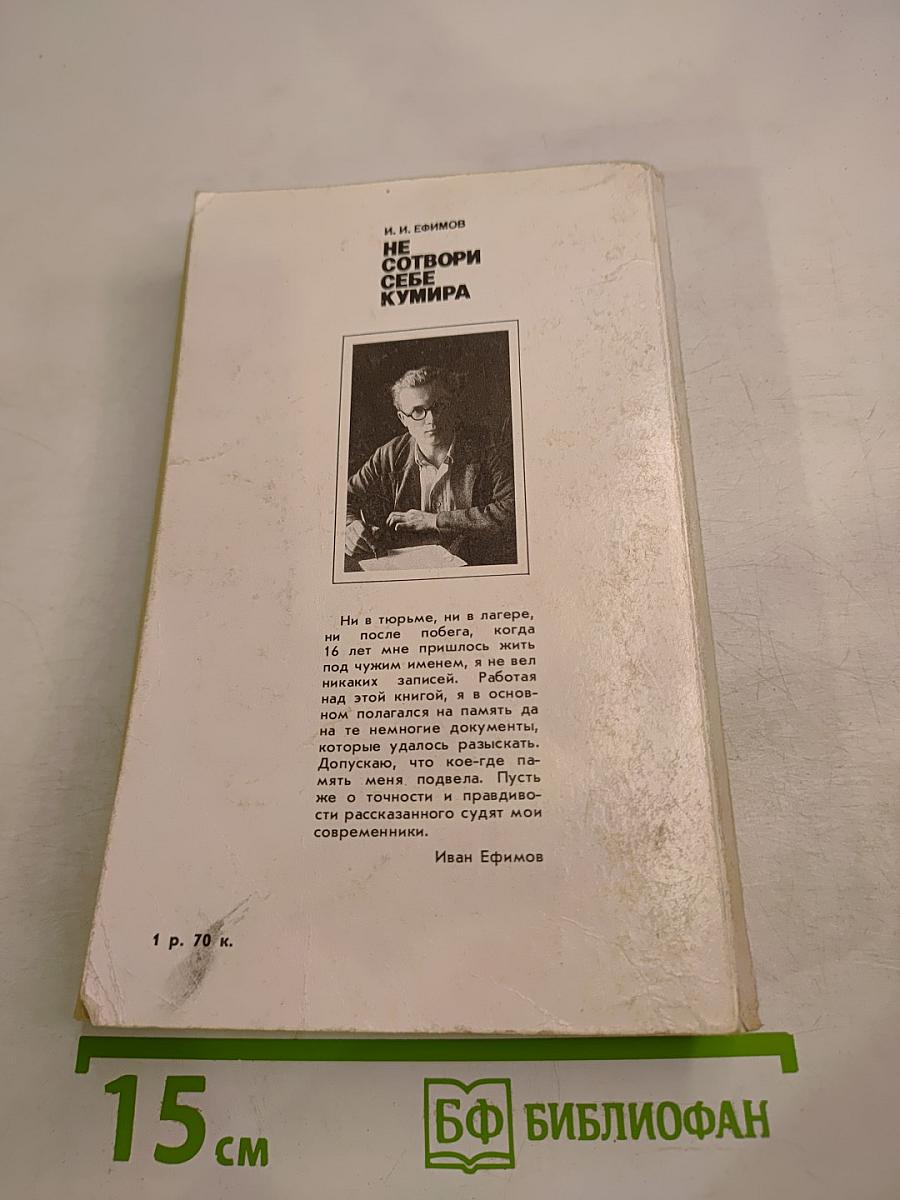 И. И. ЕФИМОВ
НЕ
СОТВОРИ
СЕБЕ
КУМИРА
Ни в тюрьме, ни в лагере,
ни после побега, когда
16 лет мне пришлось жить
под чужим именем, я не вел
никаких записей. Работая
над этой книгой, я в основ-
ном полагался на память да
на те немногие документы,
которые удалось разыскать.
Допускаю, что кое-где па-
мять меня подвела. Пусть
же о точности и правдиво-
сти рассказанного судят мои
современники.
Иван Ефимов
1 р. 70 к.
15 см
БФ БИБЛИОФАН